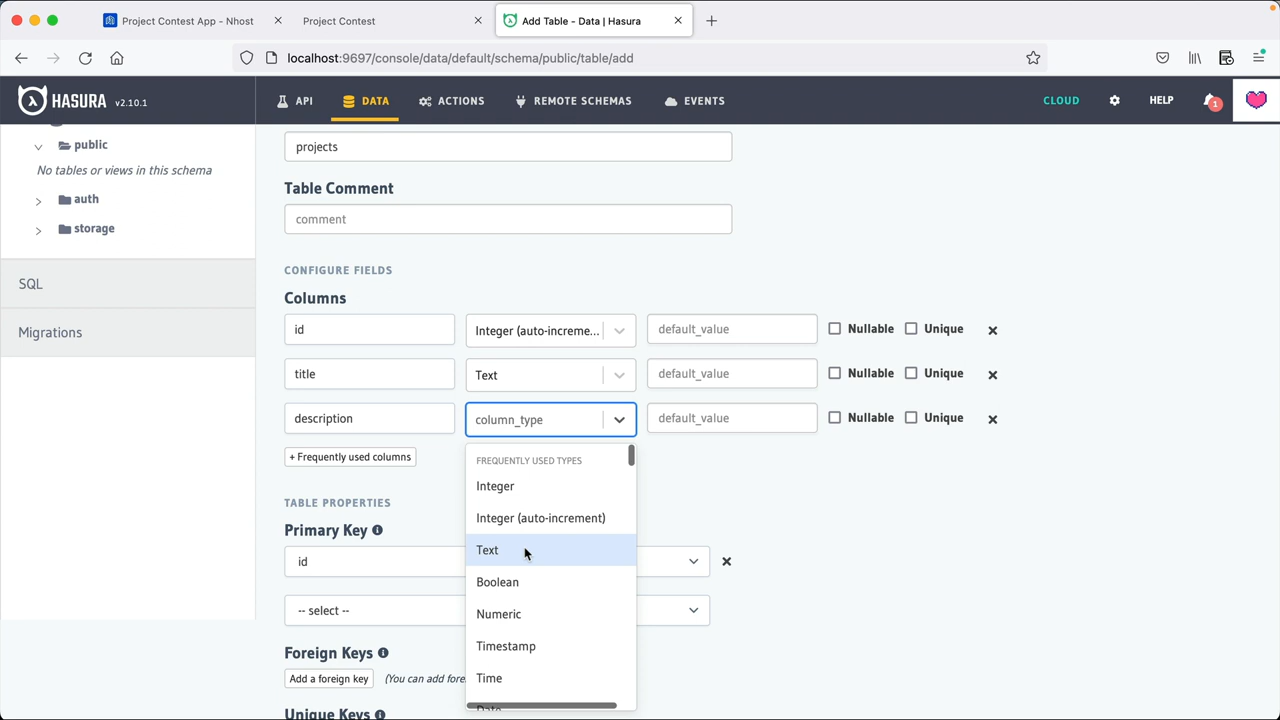 Project Contest App - Nhost
Project Contest
Add Table - Data | Hasura
localhost:9697/console/data/default/schema/public/table/add
HASURA v2.10.1
API
DATA
ACTIONS
REMOTE SCHEMAS
EVENTS
CLOUD
HELP
1
public
No tables or views in this schema
auth
storage
SQL
Migrations
projects
Table Comment
comment
CONFIGURE FIELDS
Columns
id Integer (auto-increme... default_value Nullable Unique
title Text default_value Nullable Unique
description column_type default_value Nullable Unique
+ Frequently used columns
FREQUENTLY USED TYPES
Integer
Integer (auto-increment)
Text
Boolean
Numeric
Timestamp
Time
Date
TABLE PROPERTIES
Primary Key
id
-- select --
Foreign Keys
Add a foreign key (You can add fore
Unique Keys